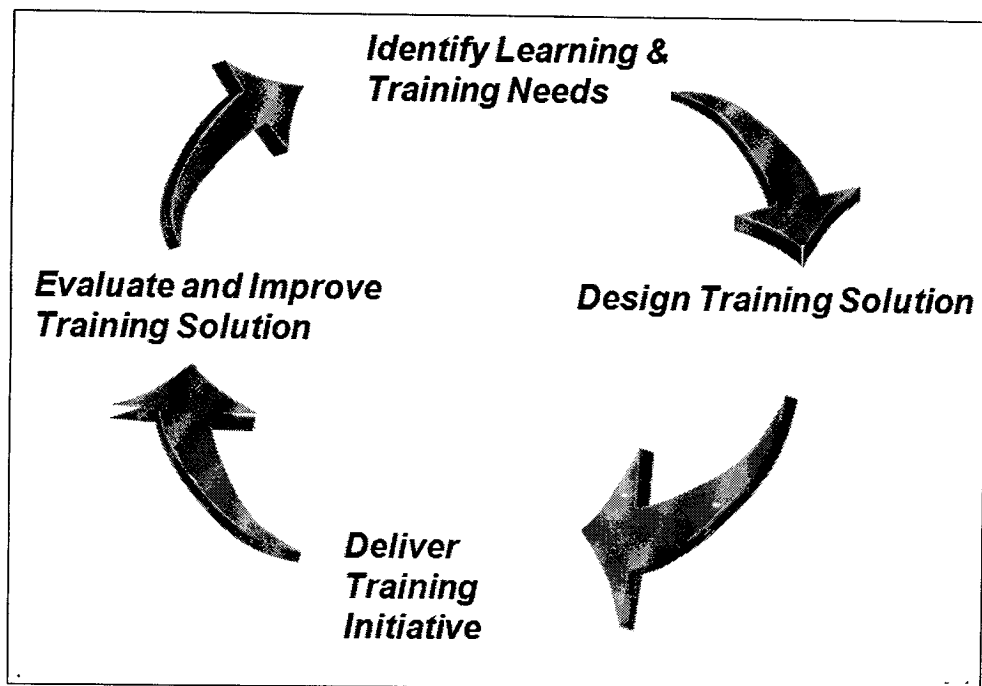 Identify Learning &
Training Needs
Design Training Solution
Deliver
Training
Initiative
Evaluate and Improve
Training Solution